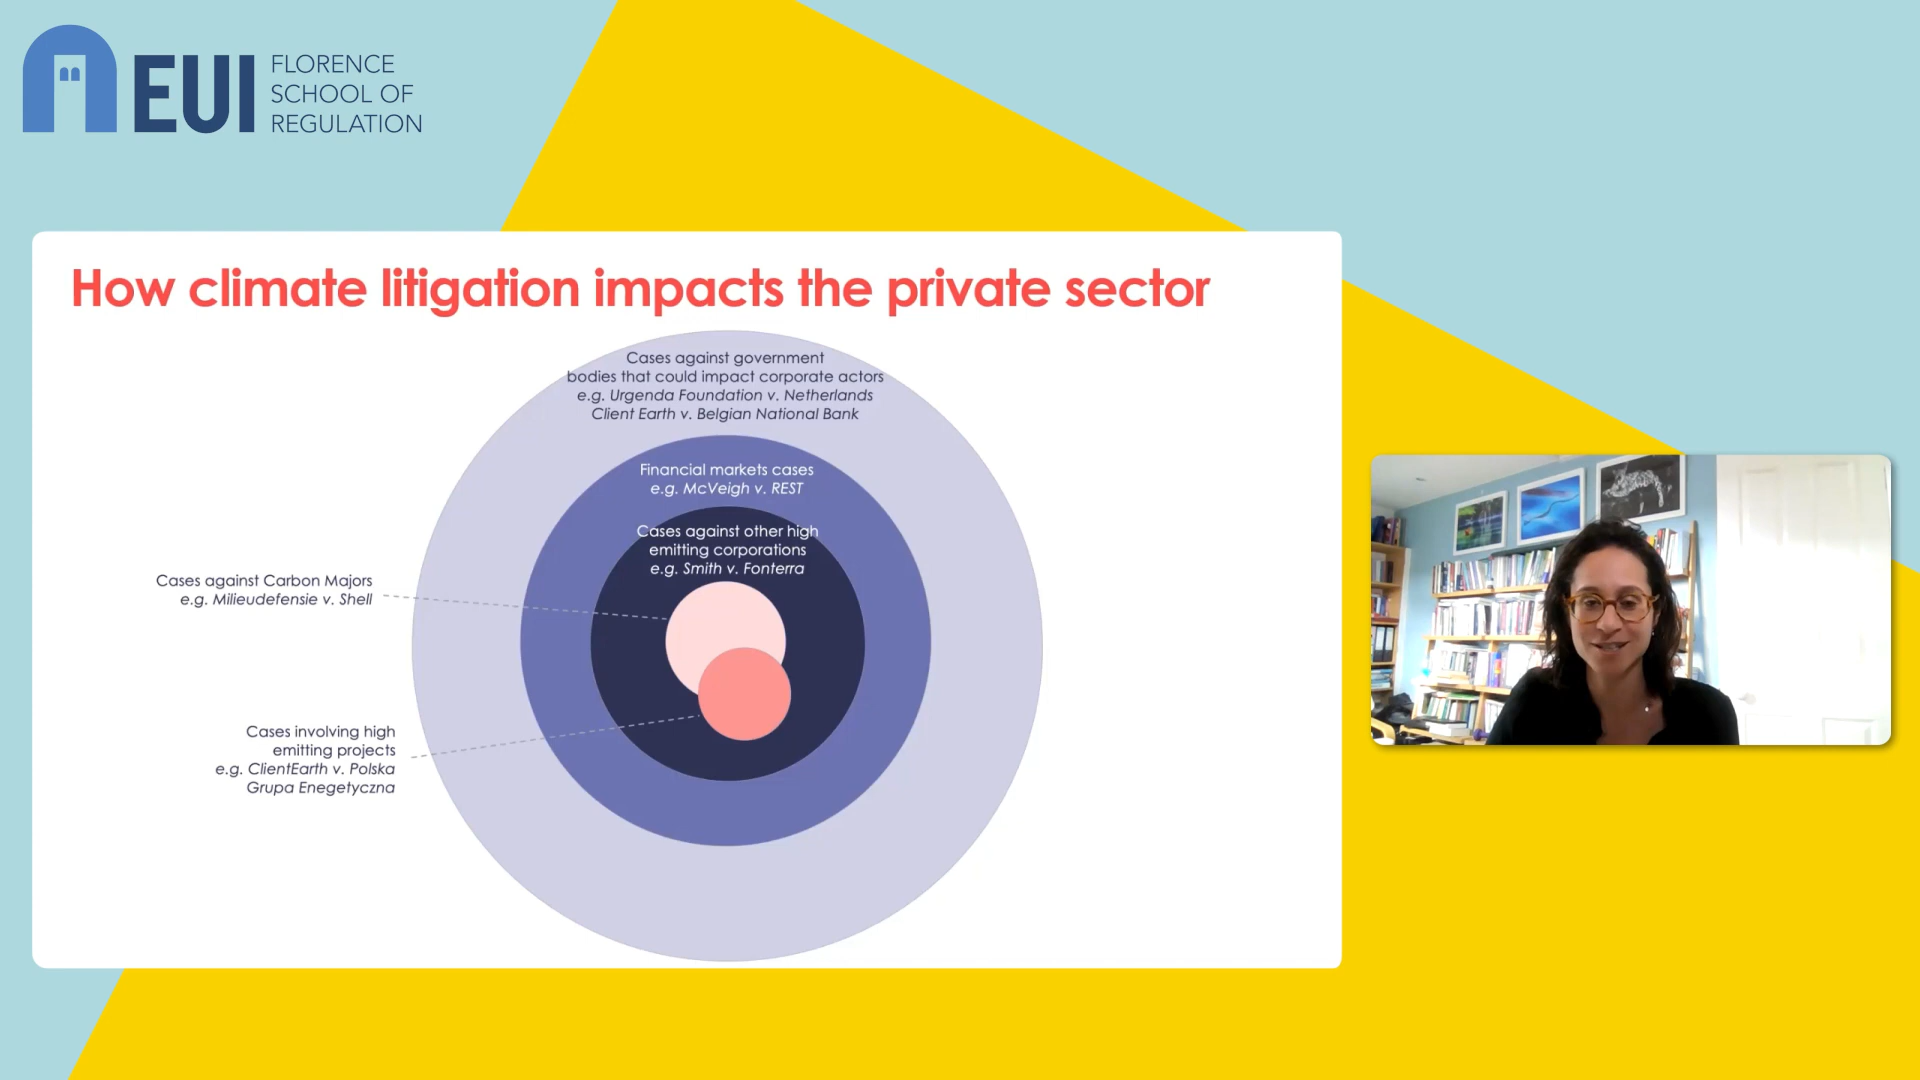 EUI
FLORENCE
SCHOOL OF
REGULATION
How climate litigation impacts the private sector
Cases against government
bodies that could impact corporate actors
e.g. Urgenda Foundation v. Netherlands
Client Earth v. Belgian National Bank
Financial markets cases
e.g. McVeigh v. REST
Cases against other high
emitting corporations
e.g. Smith v. Fonterra
Cases against Carbon Majors
e.g. Milieudefensie v. Shell
Cases involving high
emitting projects
e.g. ClientEarth v. Polska
Grupa Enegetyczna